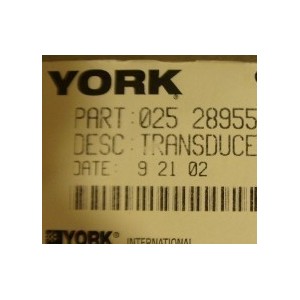 YORK
PART:025 28955
DESC:TRANSDUCE
DATE: 9 21 02
YORK INTERNATIONAL